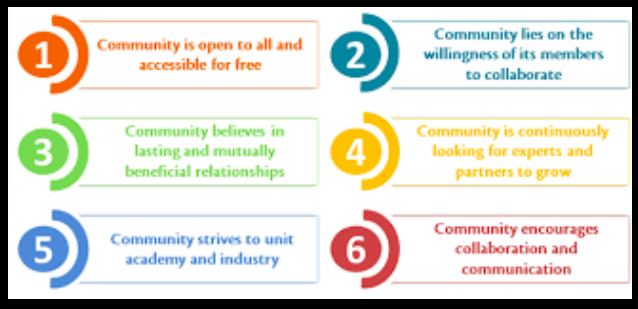 1
Community is open to all and
accessible for free
2
Community lies on the
willingness of its members
to collaborate
3
Community believes in
lasting and mutually
beneficial relationships
4
Community is continuously
looking for experts and
partners to grow
5
Community strives to unit
academy and industry
6
Community encourages
collaboration and
communication